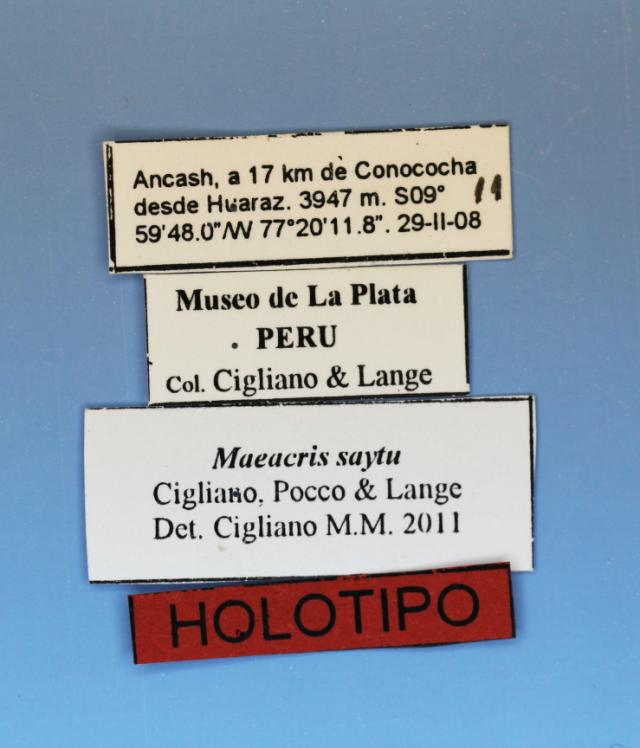 Ancash, a 17 km de Conococha
desde Huaraz. 3947 m. S09° 11
59'48.0"/W 77°20'11.8". 29-II-08
Museo de La Plata
PERU
Col. Cigliano & Lange
Maeacris saytu
Cigliano, Pocco & Lange
Det. Cigliano M.M. 2011
HOLOTIPO